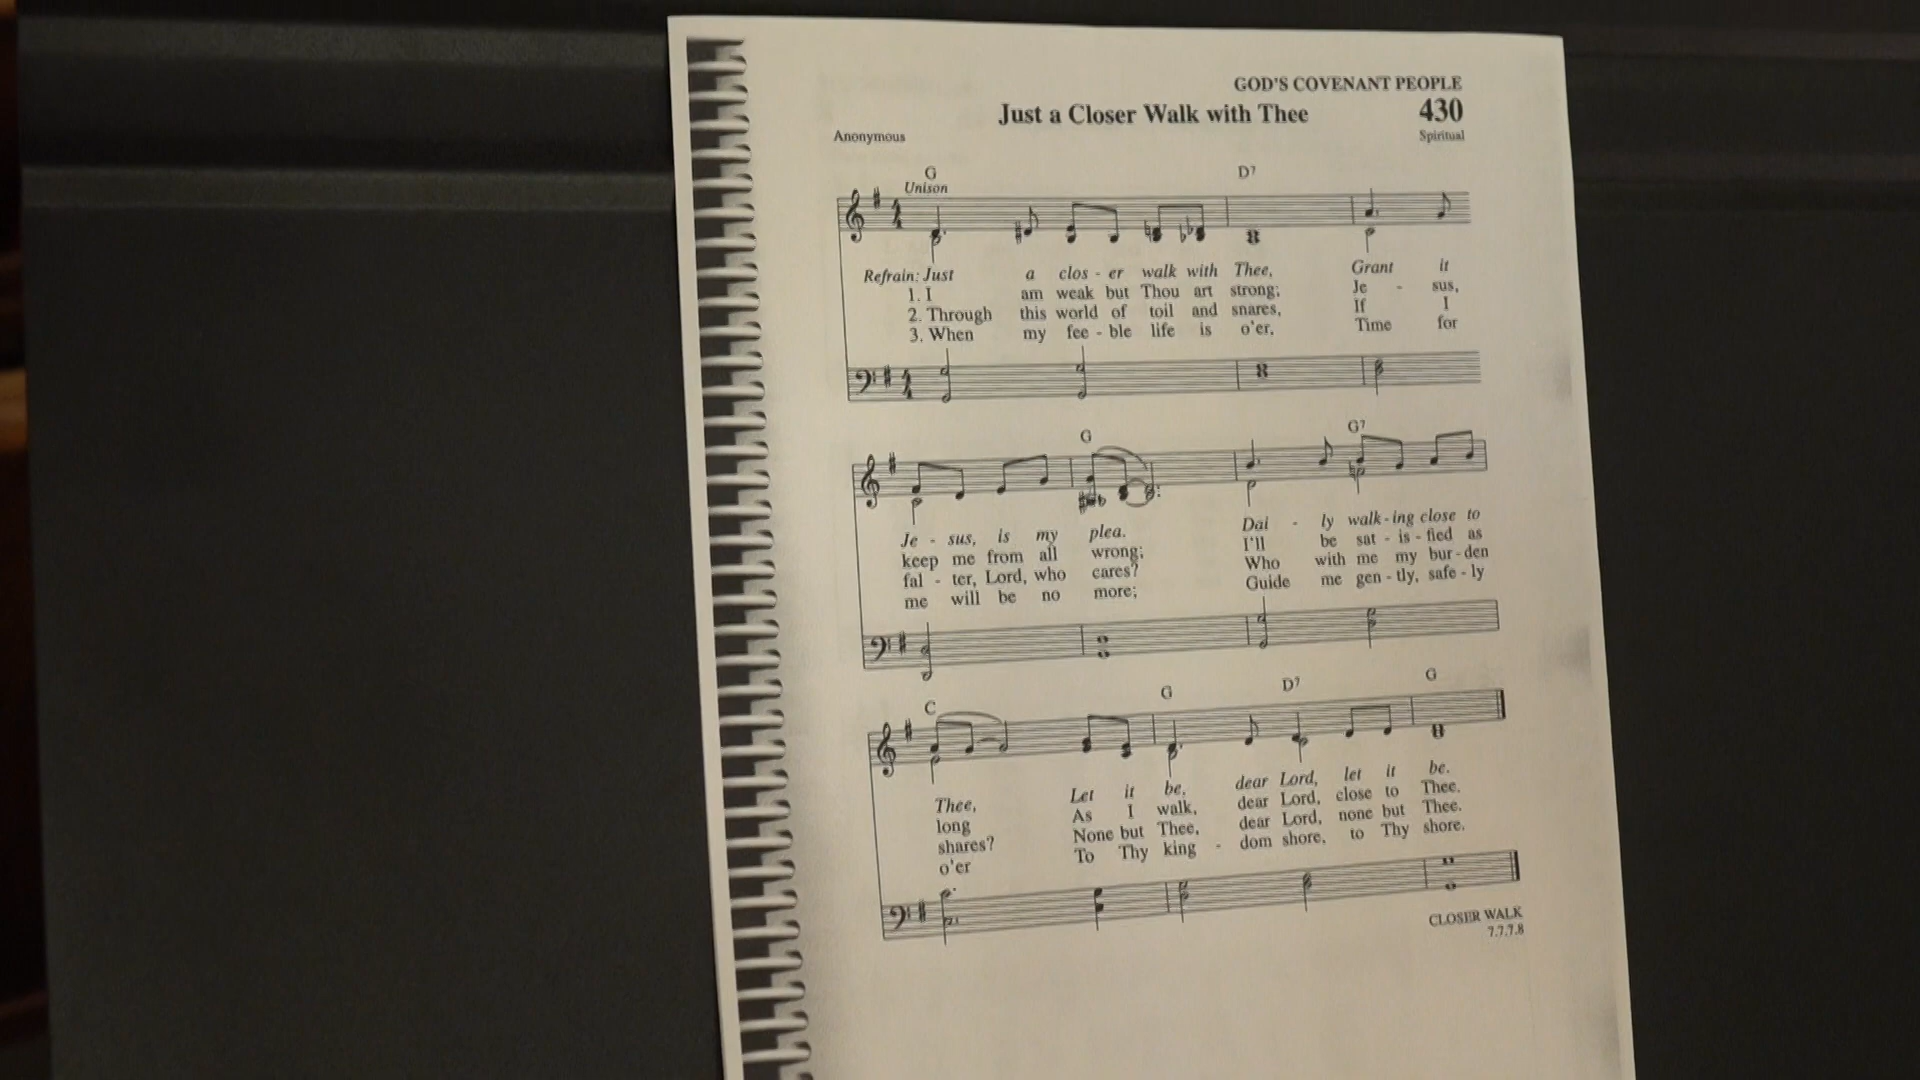 GOD'S COVENANT PEOPLE
Just a Closer Walk with Thee 430
Anonymous Spiritual
G D7
Unison
Refrain: Just a clos - er walk with Thee, Grant it
1. I am weak but Thou art strong; Je - sus,
2. Through this world of toil and snares, If I
3. When my fee - ble life is o'er, Time for
G G7
Je - sus, is my plea. Dai - ly walk - ing close to
keep me from all wrong; I'll be sat - is - fied as
fal - ter, Lord, who cares? Who with me my bur - den
me will be no more; Guide me gen - tly, safe - ly
C G D7 G
Thee, Let it be, dear Lord, let it be.
long As I walk, dear Lord, close to Thee.
shares? None but Thee, dear Lord, none but Thee.
o'er To Thy king - dom shore, to Thy shore.
CLOSER WALK
7.7.7.8